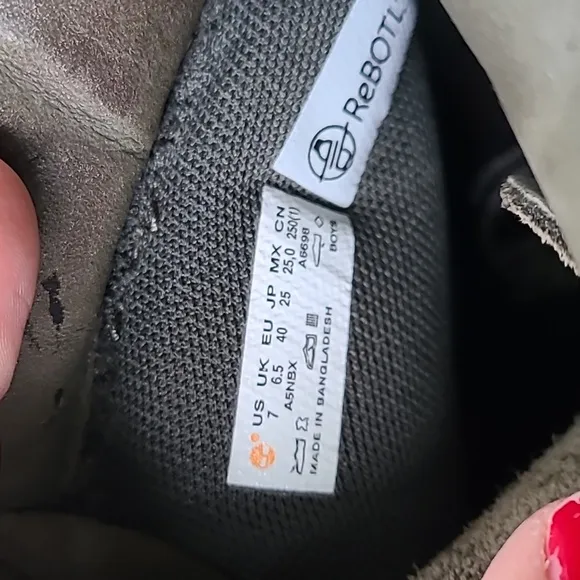 ReBOTL
US UK EU JP MX CN
7 6.5 40 25 25,0 250(1)
A5NBX A6698
BOYS
MADE IN BANGLADESH